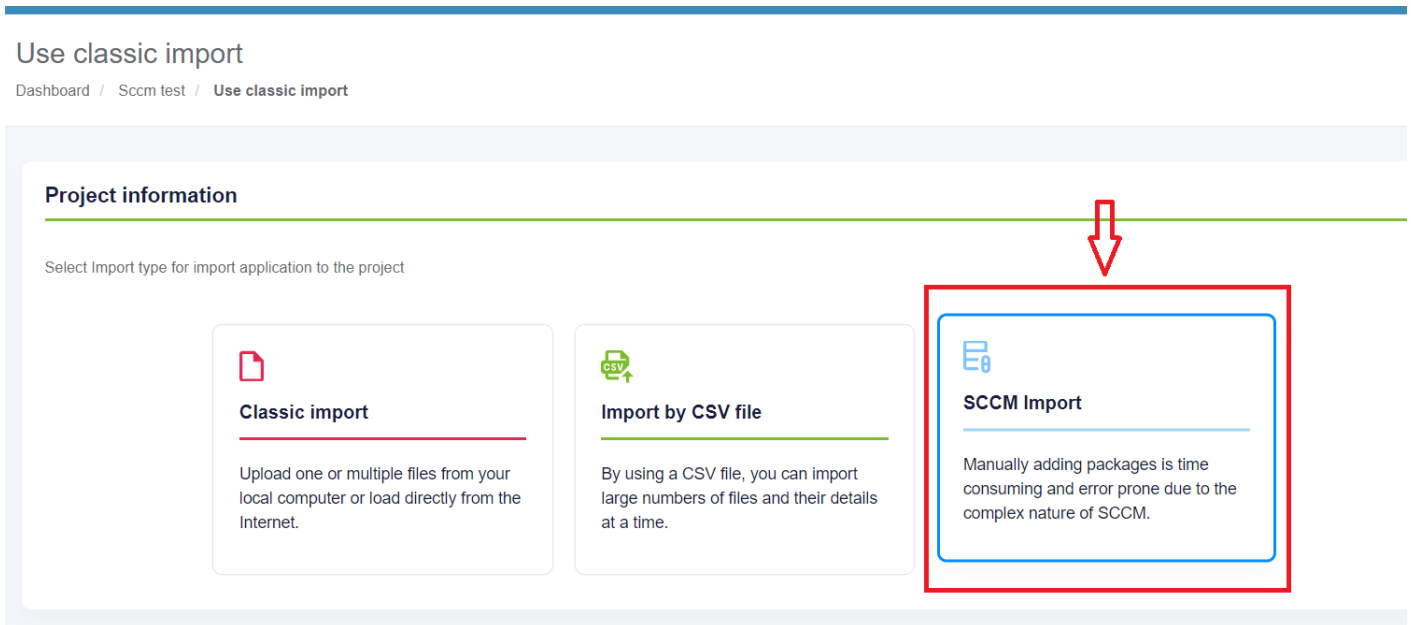 Use classic import
Dashboard / Sccm test / Use classic import
Project information
Select Import type for import application to the project
Classic import
Upload one or multiple files from your
local computer or load directly from the
Internet.
CSV
Import by CSV file
By using a CSV file, you can import
large numbers of files and their details
at a time.
SCCM Import
Manually adding packages is time
consuming and error prone due to the
complex nature of SCCM.